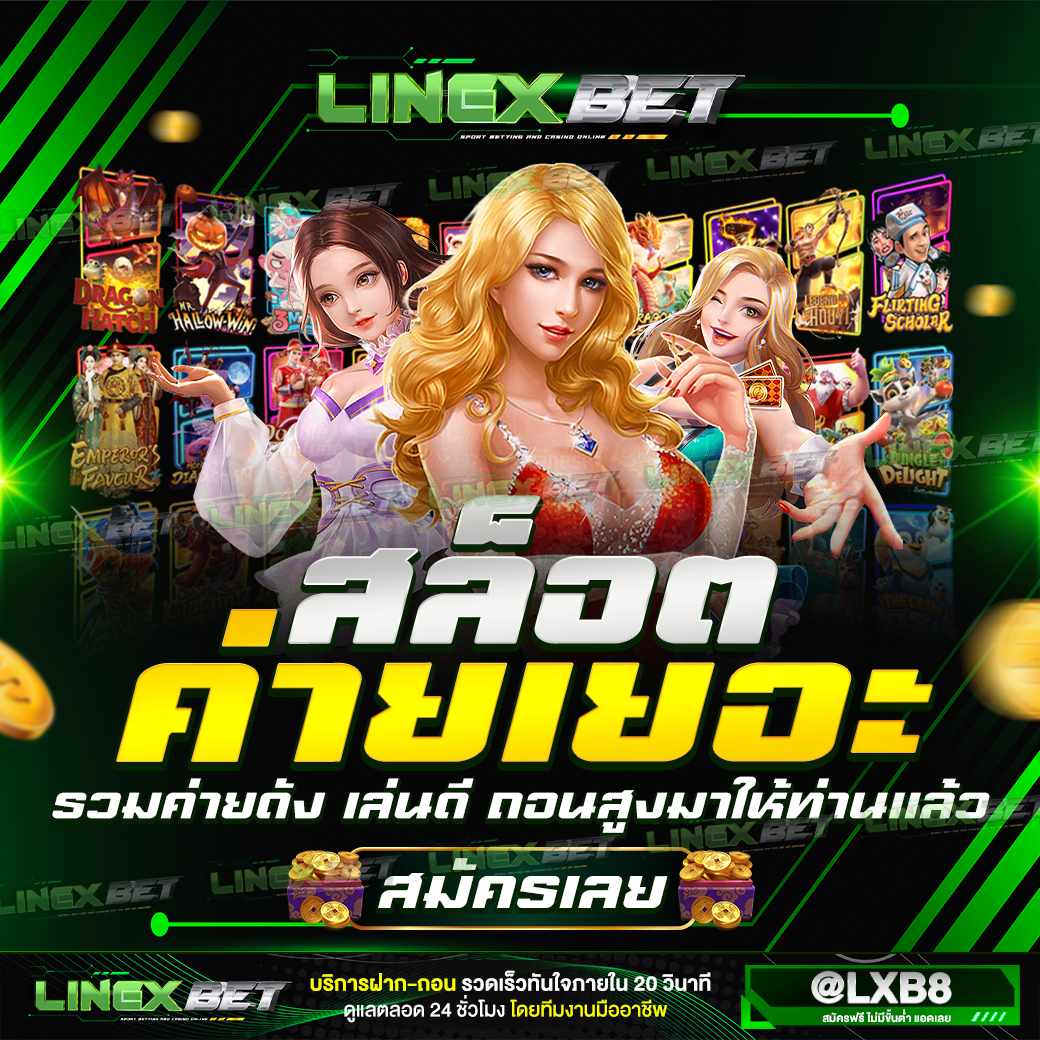 LINEXBET
SPORT BETTING AND CASINO ONLINE
DRAGON HATCH
MR. HALLOW-WIN
LEGEND OF HOU YI
FLIRTING SCHOLAR
EMPEROR'S FAVOUR
JUNGLE DELIGHT
สล็อต
ค่ายเยอะ
รวมค่ายดัง เล่นดี ถอนสูงมาให้ท่านแล้ว
สมัครเลย
LINEXBET
SPORT BETTING AND CASINO ONLINE
บริการฝาก-ถอน รวดเร็วทันใจภายใน 20 วินาที
ดูแลตลอด 24 ชั่วโมง โดยทีมงานมืออาชีพ
@LXB8
สมัครฟรี ไม่มีขั้นต่ำ แอดเลย